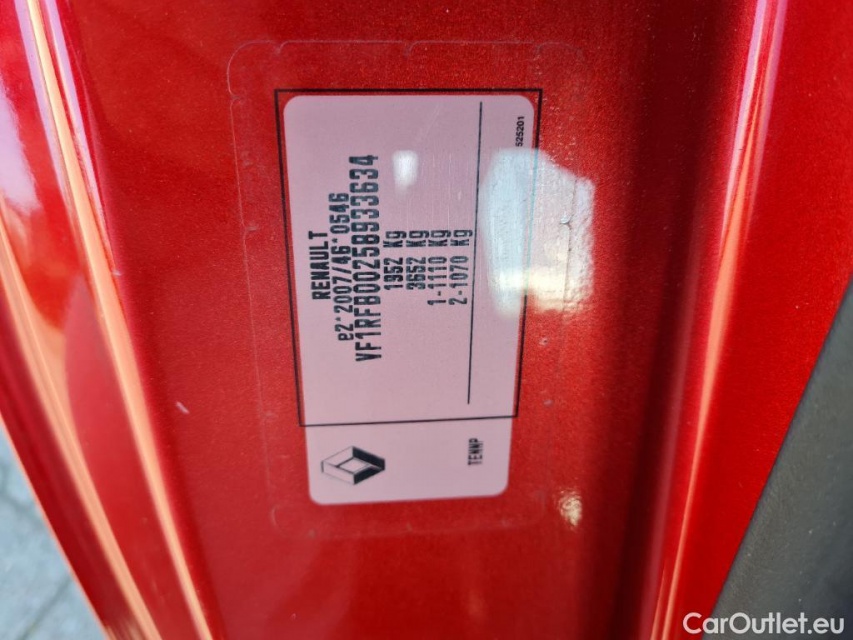 RENAULT
e2*2007/46*0546
VF1RFB00258933634
1952 Kg
3652 Kg
1-1110 Kg
2-1070 Kg
525201
TENNP
CarOutlet.eu